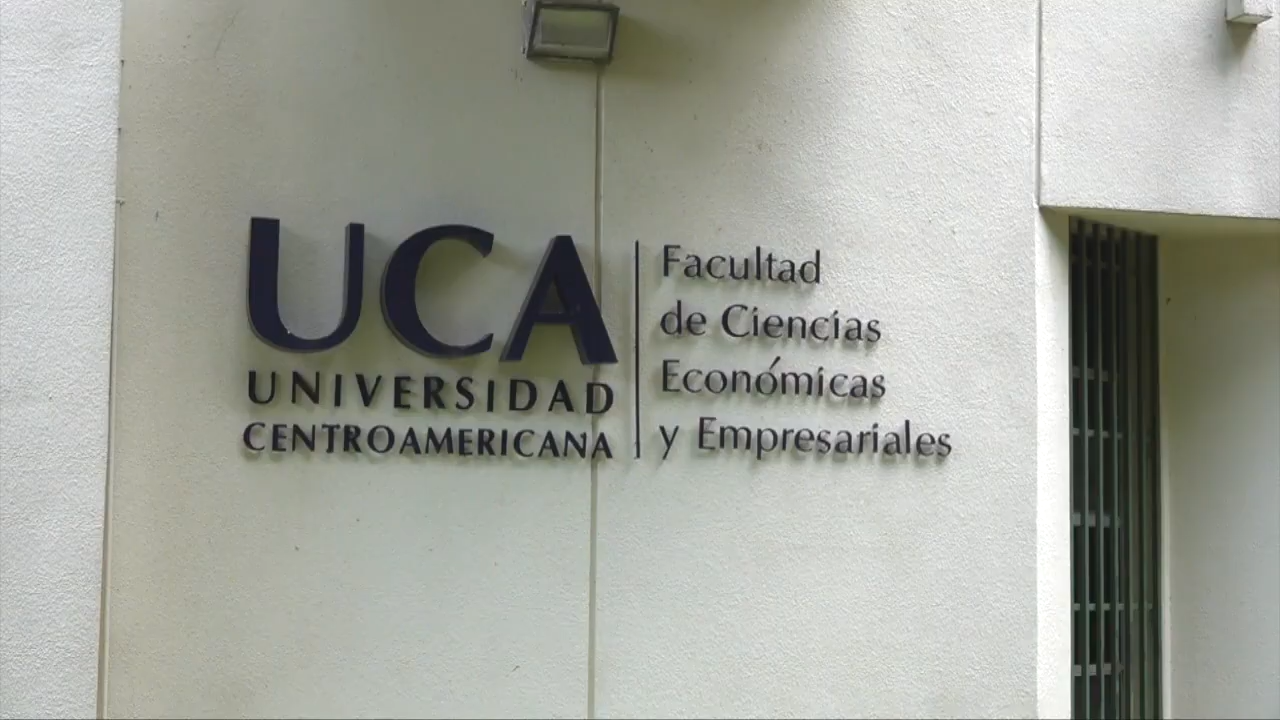 UCA
UNIVERSIDAD
CENTROAMERICANA
Facultad
de Ciencias
Económicas
y Empresariales